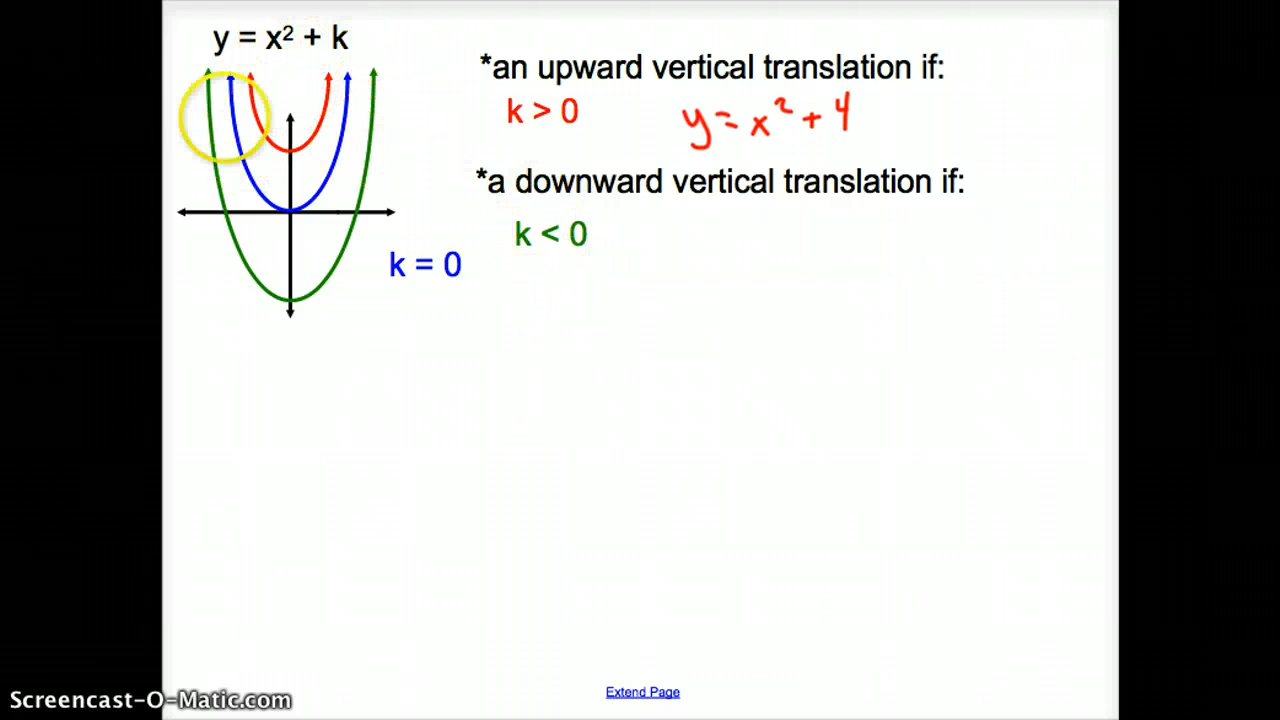 y = x² + k
*an upward vertical translation if:
k > 0
y = x² + 4
*a downward vertical translation if:
k < 0
k = 0
Extend Page
Screencast-O-Matic.com